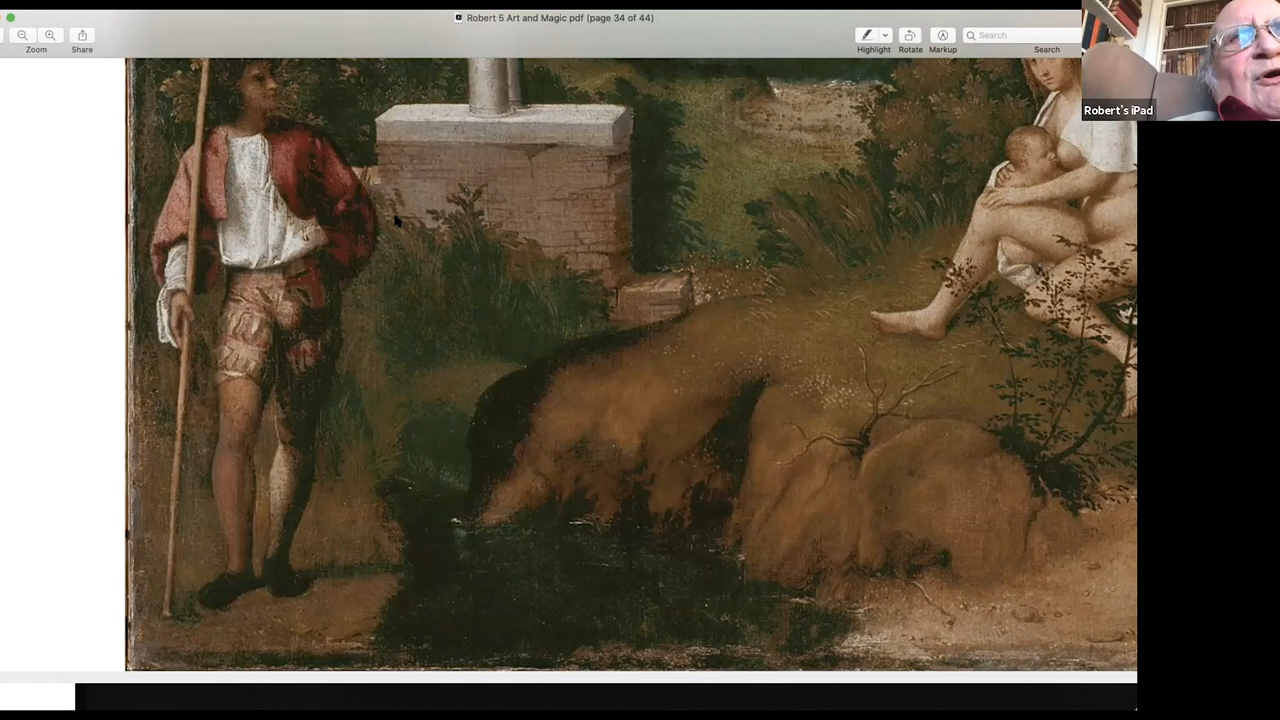 Robert 5 Art and Magic pdf (page 34 of 44)
Zoom
Share
Highlight
Rotate
Markup
Search
Search
Robert's iPad